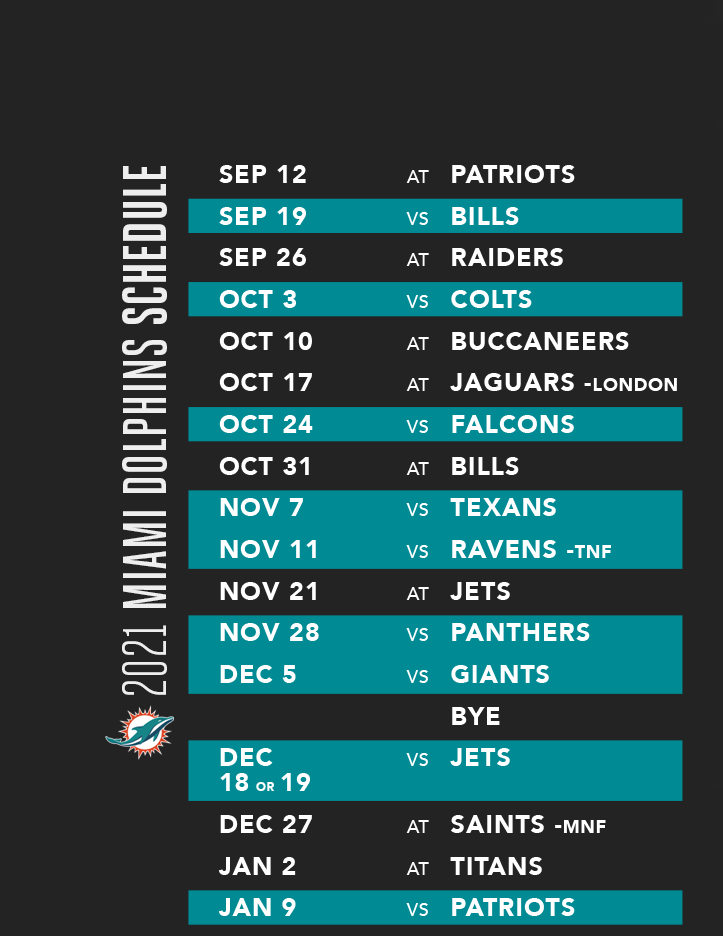 2021 MIAMI DOLPHINS SCHEDULE
SEP 12 AT PATRIOTS
SEP 19 VS BILLS
SEP 26 AT RAIDERS
OCT 3 VS COLTS
OCT 10 AT BUCCANEERS
OCT 17 AT JAGUARS -LONDON
OCT 24 VS FALCONS
OCT 31 AT BILLS
NOV 7 VS TEXANS
NOV 11 VS RAVENS -TNF
NOV 21 AT JETS
NOV 28 VS PANTHERS
DEC 5 VS GIANTS
BYE
DEC VS JETS
18 OR 19
DEC 27 AT SAINTS -MNF
JAN 2 AT TITANS
JAN 9 VS PATRIOTS